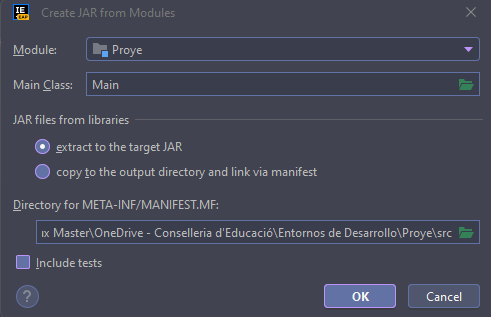 IE
EAP
Create JAR from Modules
Module:
Proye
Main Class:
Main
JAR files from libraries
extract to the target JAR
copy to the output directory and link via manifest
Directory for META-INF/MANIFEST.MF:
Master\OneDrive - Conselleria d'Educació\Entornos de Desarrollo\Proye\src
Include tests
?
OK
Cancel